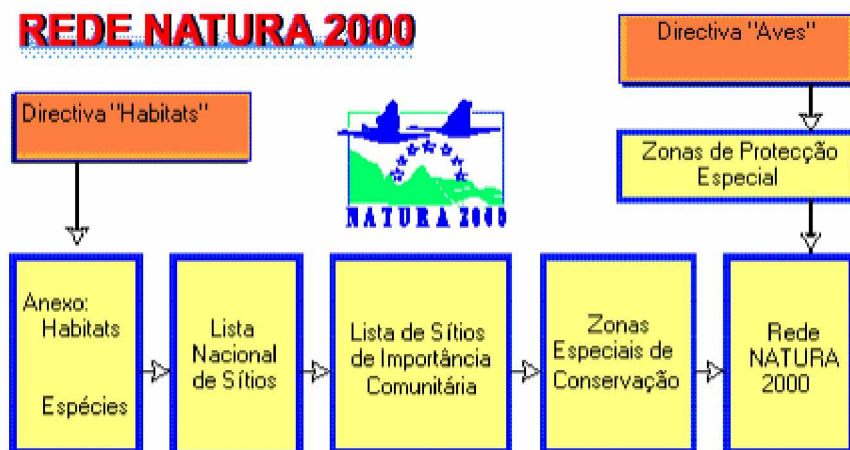 REDE NATURA 2000
Directiva "Aves"
Directiva "Habitats"
Zonas de Protecção
Especial
NATURA 2000
Anexo:
Habitats
Espécies
Lista
Nacional
de Sítios
Lista de Sítios
de Importância
Comunitária
Zonas
Especiais de
Conservação
Rede
NATURA
2000